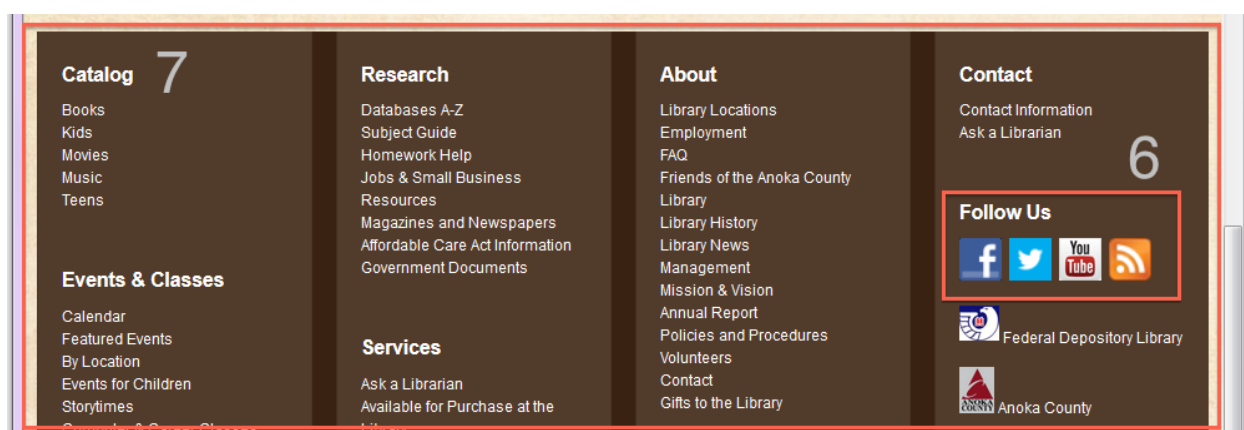 Catalog 7
Books
Kids
Movies
Music
Teens
Events & Classes
Calendar
Featured Events
By Location
Events for Children
Storytimes
Research
Databases A-Z
Subject Guide
Homework Help
Jobs & Small Business
Resources
Magazines and Newspapers
Affordable Care Act Information
Government Documents
Services
Ask a Librarian
Available for Purchase at the
Library
About
Library Locations
Employment
FAQ
Friends of the Anoka County
Library
Library History
Library News
Management
Mission & Vision
Annual Report
Policies and Procedures
Volunteers
Contact
Gifts to the Library
Contact
Contact Information
Ask a Librarian
6
Follow Us
f
You
Tube
Federal Depository Library
ANOKA
COUNTY Anoka County